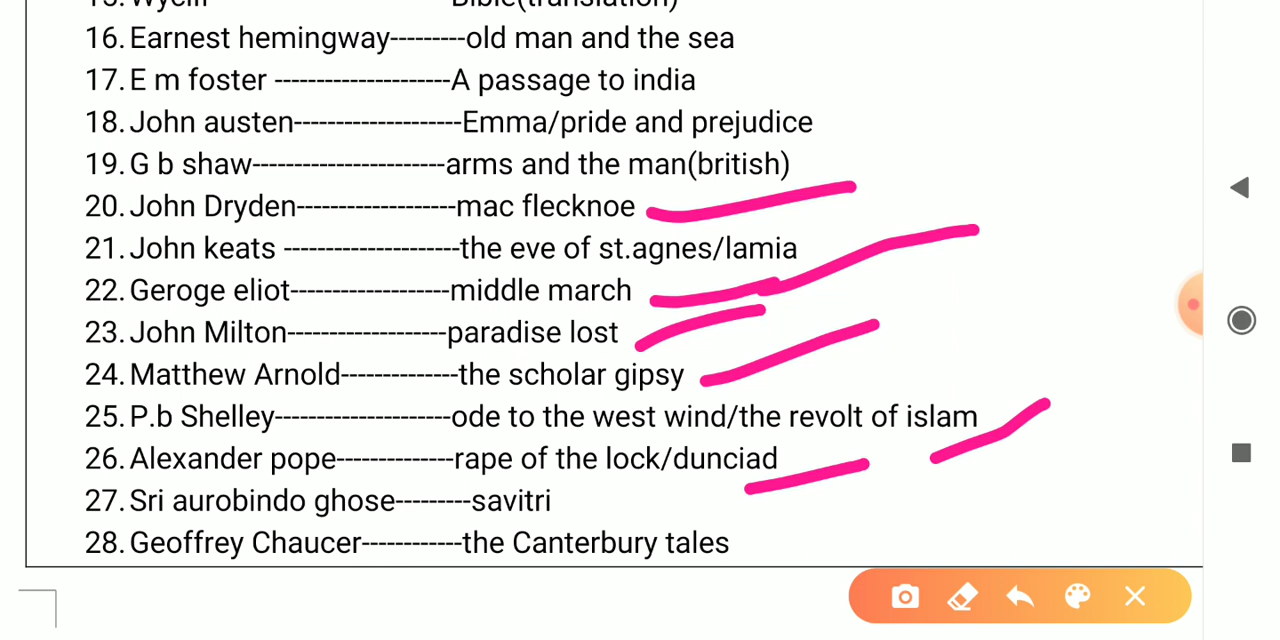 15. Wyclif---------------------Bible(translation)
16. Earnest hemingway---------old man and the sea
17. E m foster ---------------------A passage to india
18. John austen--------------------Emma/pride and prejudice
19. G b shaw-----------------------arms and the man(british)
20. John Dryden-------------------mac flecknoe
21. John keats ---------------------the eve of st.agnes/lamia
22. Geroge eliot-------------------middle march
23. John Milton-------------------paradise lost
24. Matthew Arnold--------------the scholar gipsy
25. P.b Shelley---------------------ode to the west wind/the revolt of islam
26. Alexander pope--------------rape of the lock/dunciad
27. Sri aurobindo ghose---------savitri
28. Geoffrey Chaucer------------the Canterbury tales